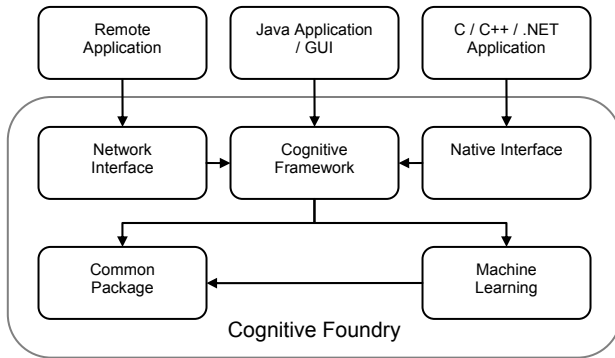 Remote
Application
Java Application
/ GUI
C / C++ / .NET
Application
Network
Interface
Cognitive
Framework
Native Interface
Common
Package
Machine
Learning
Cognitive Foundry